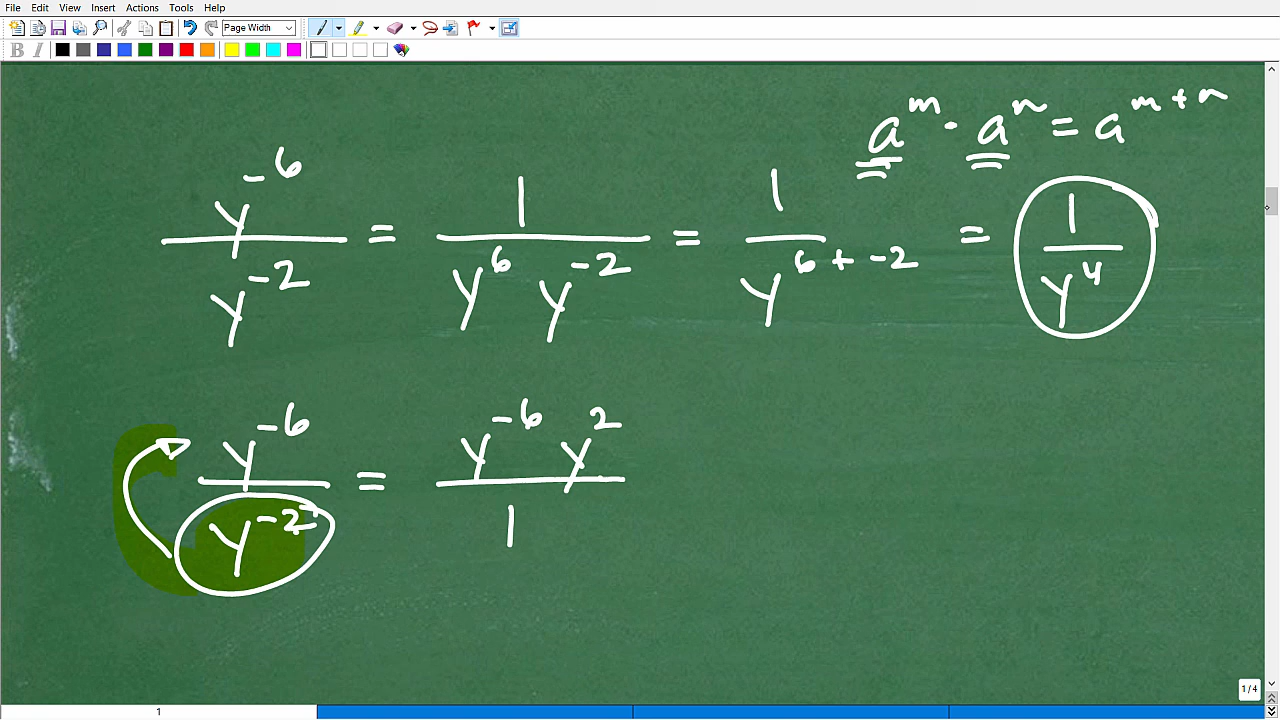 File Edit View Insert Actions Tools Help
Page Width
B I
a^m · a^n = a^(m + n)
y^-6 / y^-2 = 1 / (y^6 y^-2) = 1 / y^(6 + -2) = 1 / y^4
y^-6 / y^-2 = (y^-6 y^2) / 1
1/4
1